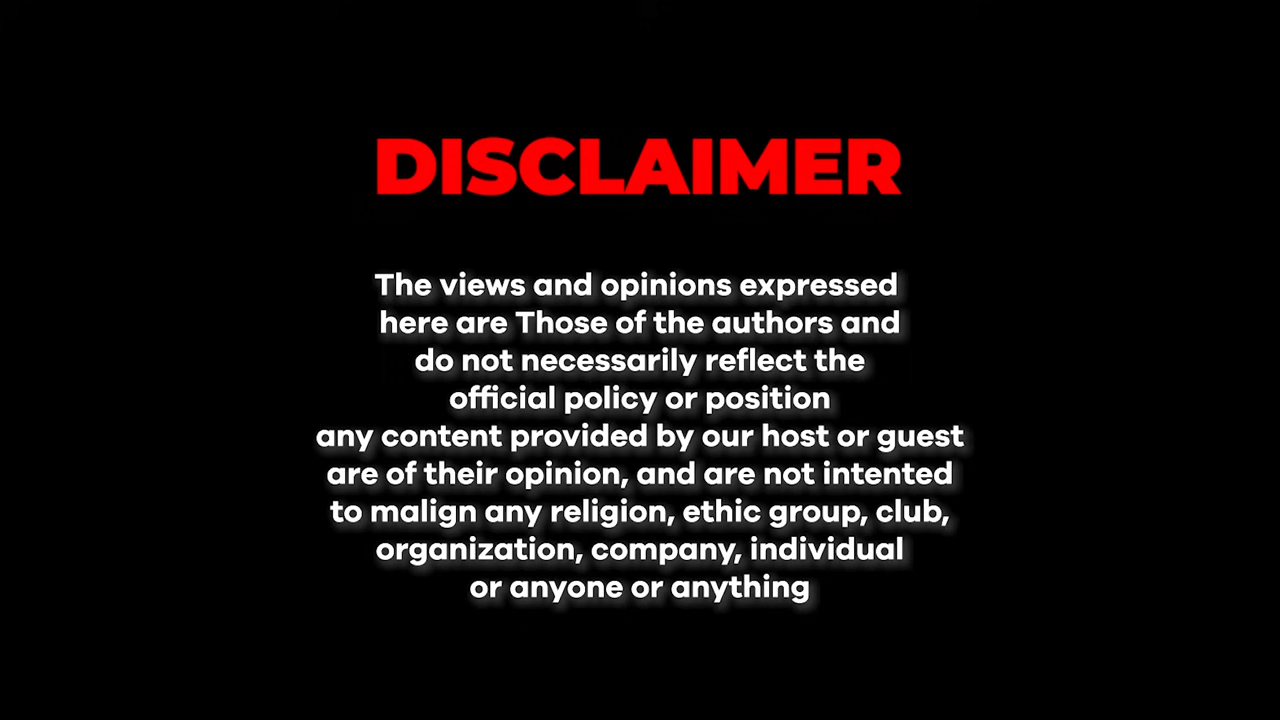 DISCLAIMER
The views and opinions expressed
here are Those of the authors and
do not necessarily reflect the
official policy or position
any content provided by our host or guest
are of their opinion, and are not intented
to malign any religion, ethic group, club,
organization, company, individual
or anyone or anything